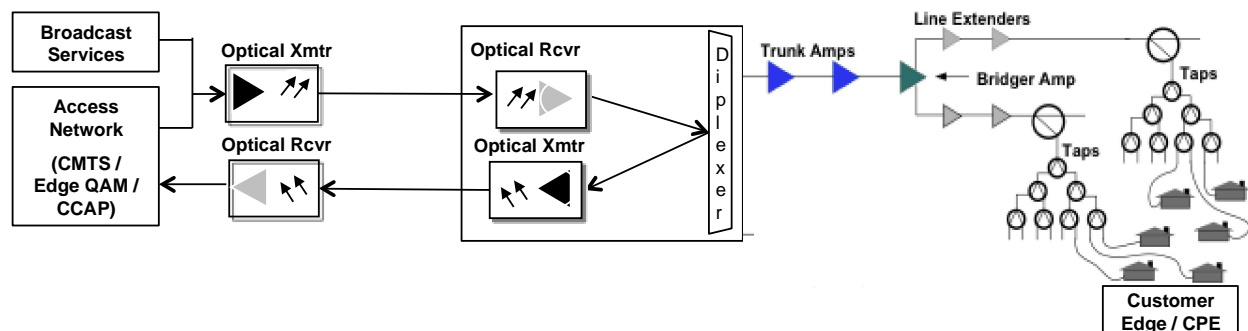 Broadcast
Services
Access
Network
(CMTS /
Edge QAM /
CCAP)
Optical Xmtr
Optical Rcvr
Optical Rcvr
Optical Xmtr
Diplexer
Trunk Amps
Line Extenders
Bridger Amp
Taps
Taps
Customer
Edge / CPE